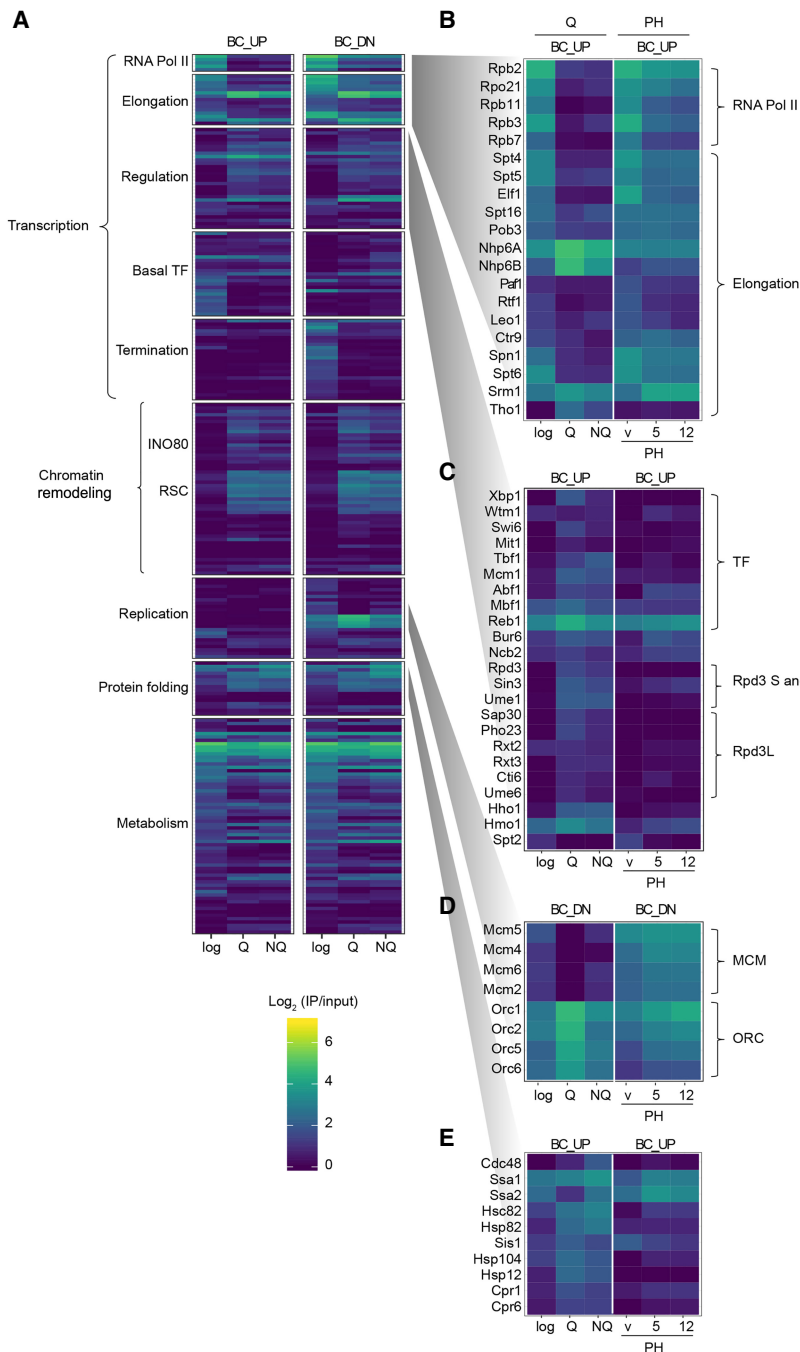 A
BC_UP
BC_DN
Transcription
RNA Pol II
Elongation
Regulation
Basal TF
Termination
Chromatin
remodeling
INO80
RSC
Replication
Protein folding
Metabolism
log
Q
NQ
log
Q
NQ
Log2 (IP/input)
6
4
2
0
B
Q
PH
BC_UP
BC_UP
Rpb2
Rpo21
Rpb11
Rpb3
Rpb7
Spt4
Spt5
Elf1
Spt16
Pob3
Nhp6A
Nhp6B
Paf1
Rtf1
Leo1
Ctr9
Spn1
Spt6
Srm1
Tho1
RNA Pol II
Elongation
log
Q
NQ
v
5
12
PH
C
BC_UP
BC_UP
Xbp1
Wtm1
Swi6
Mit1
Tbf1
Mcm1
Abf1
Mbf1
Reb1
Bur6
Ncb2
Rpd3
Sin3
Ume1
Sap30
Pho23
Rxt2
Rxt3
Cti6
Ume6
Hho1
Hmo1
Spt2
TF
Rpd3 S an
Rpd3L
log
Q
NQ
v
5
12
PH
D
BC_DN
BC_DN
Mcm5
Mcm4
Mcm6
Mcm2
Orc1
Orc2
Orc5
Orc6
MCM
ORC
log
Q
NQ
v
5
12
PH
E
BC_UP
BC_UP
Cdc48
Ssa1
Ssa2
Hsc82
Hsp82
Sis1
Hsp104
Hsp12
Cpr1
Cpr6
log
Q
NQ
v
5
12
PH